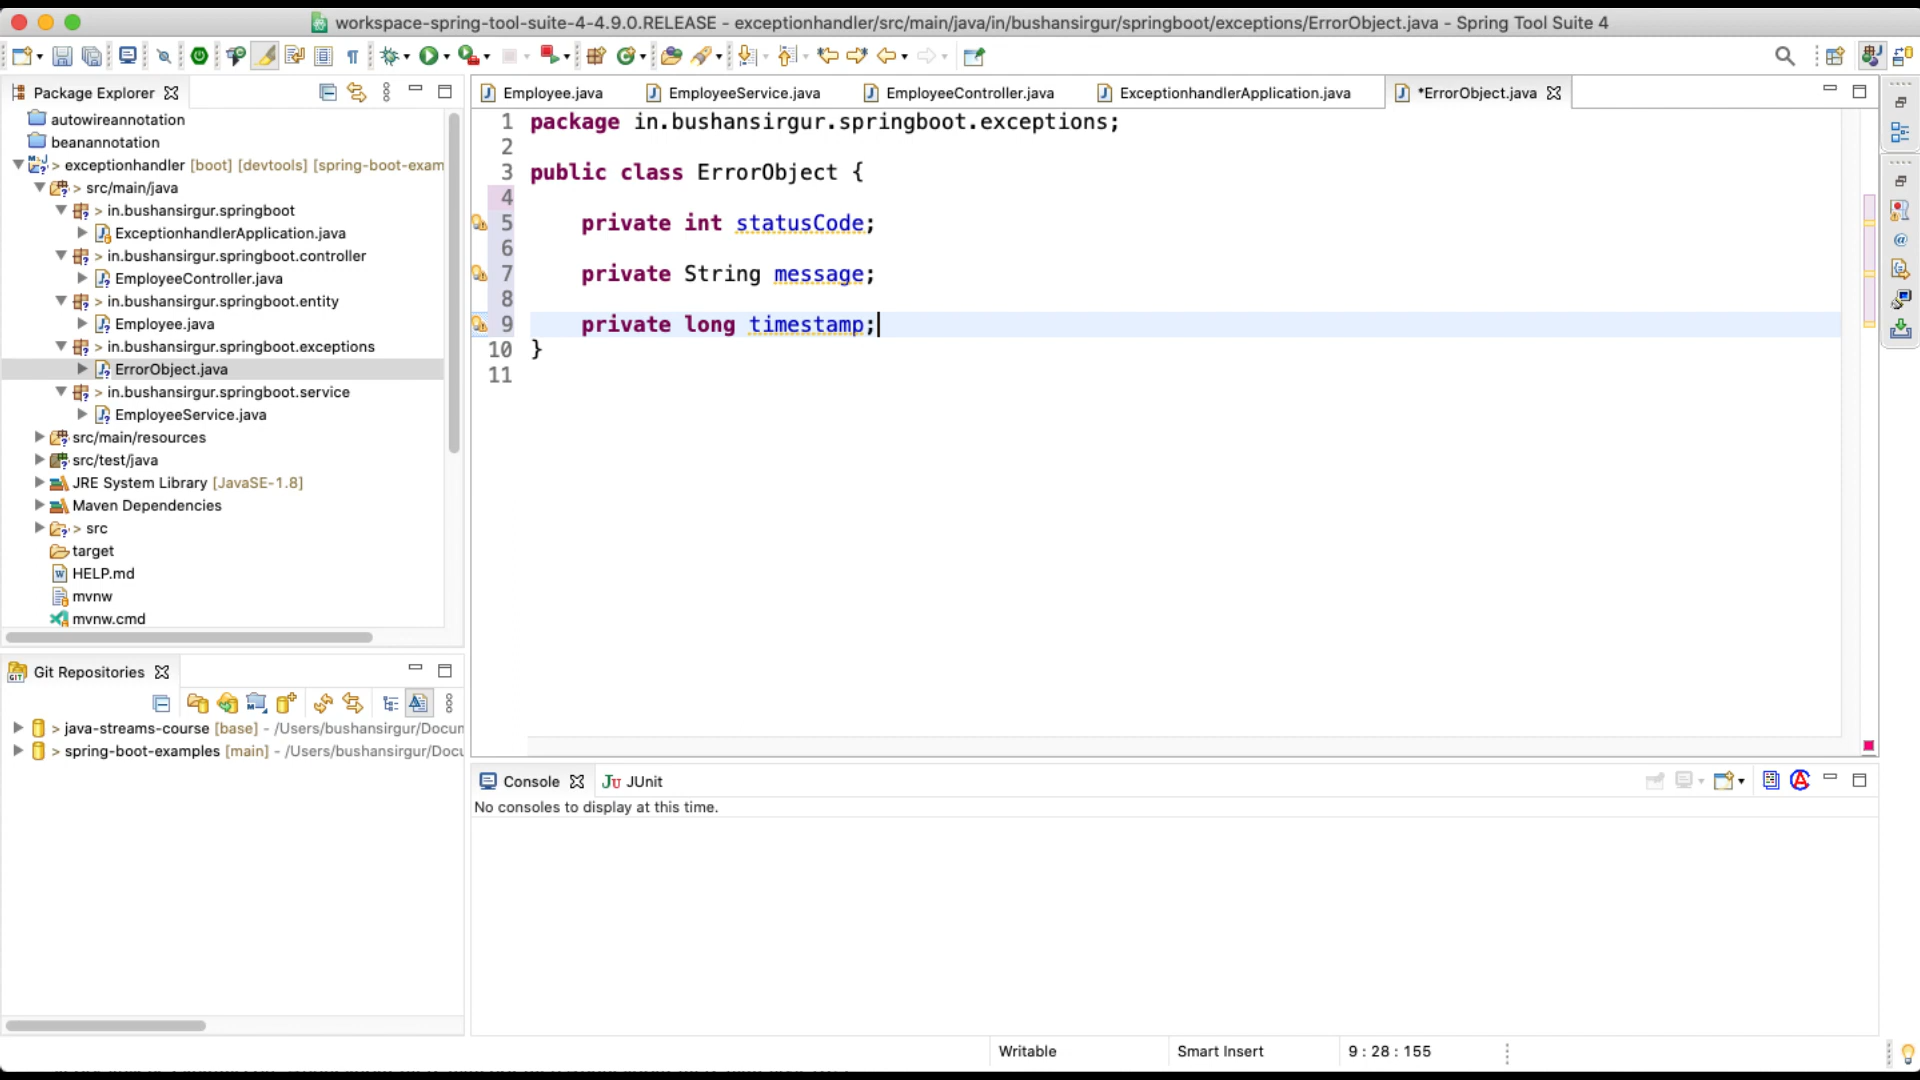 workspace-spring-tool-suite-4-4.9.0.RELEASE - exceptionhandler/src/main/java/in/bushansirgur/springboot/exceptions/ErrorObject.java - Spring Tool Suite 4
Package Explorer
autowireannotation
beanannotation
> exceptionhandler [boot] [devtools] [spring-boot-exam
> src/main/java
> in.bushansirgur.springboot
ExceptionhandlerApplication.java
> in.bushansirgur.springboot.controller
EmployeeController.java
> in.bushansirgur.springboot.entity
Employee.java
> in.bushansirgur.springboot.exceptions
ErrorObject.java
> in.bushansirgur.springboot.service
EmployeeService.java
src/main/resources
src/test/java
JRE System Library [JavaSE-1.8]
Maven Dependencies
> src
target
HELP.md
mvnw
mvnw.cmd
Git Repositories
> java-streams-course [base] - /Users/bushansirgur/Docum
> spring-boot-examples [main] - /Users/bushansirgur/Docu
Employee.java
EmployeeService.java
EmployeeController.java
ExceptionhandlerApplication.java
*ErrorObject.java
1 package in.bushansirgur.springboot.exceptions;
2
3 public class ErrorObject {
4
5 private int statusCode;
6
7 private String message;
8
9 private long timestamp;
10 }
11
Console
JUnit
No consoles to display at this time.
Writable
Smart Insert
9 : 28 : 155